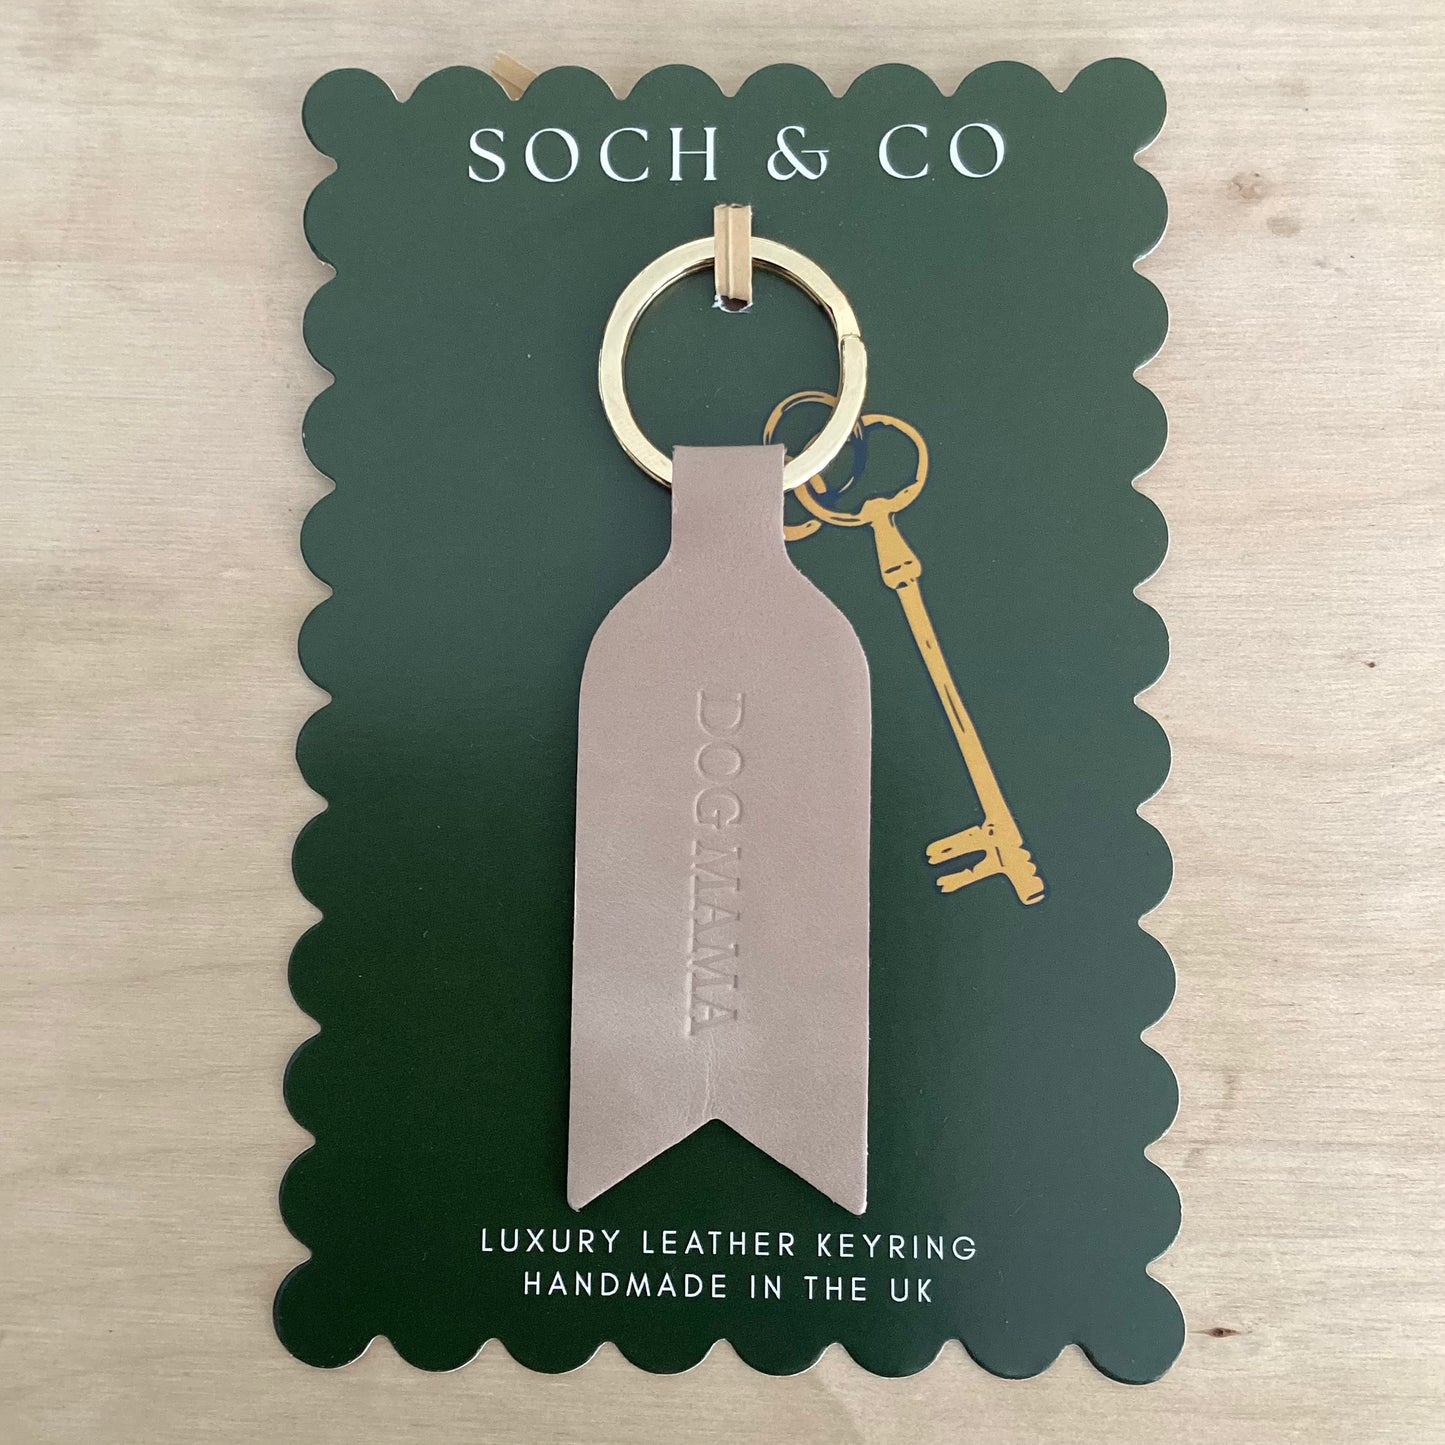 SOCH & CO
DOG MAMA
LUXURY LEATHER KEYRING
HANDMADE IN THE UK